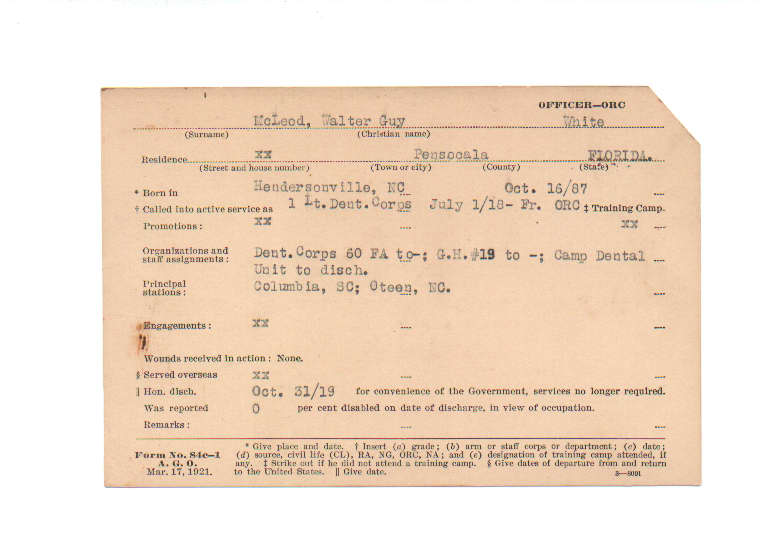 OFFICER—ORC
McLeod, Walter Guy White
(Surname) (Christian name)
Residence xx Pensocala FlORIDA.
(Street and house number) (Town or city) (County) (State)
* Born in Hendersonville, NC Oct. 16/87
† Called into active service as 1 Lt.Dent.Corps July 1/18- Fr. ORC ‡ Training Camp.
Promotions: xx xx
Organizations and
staff assignments: Dent.Corps 60 FA to-; G.H.#19 to -; Camp Dental
Unit to disch.
Principal
stations: Columbia, SC; Oteen, NC.
Engagements: xx
Wounds received in action: None.
§ Served overseas xx
‖ Hon. disch. Oct. 31/19 for convenience of the Government, services no longer required.
Was reported 0 per cent disabled on date of discharge, in view of occupation.
Remarks:
Form No. 84c-1
A. G. O.
Mar. 17, 1921.
* Give place and date. † Insert (a) grade; (b) arm or staff corps or department; (c) date;
(d) source, civil life (CL), RA, NG, ORC, NA; and (e) designation of training camp attended, if
any. ‡ Strike out if he did not attend a training camp. § Give dates of departure from and return
to the United States. ‖ Give date.
3—8091